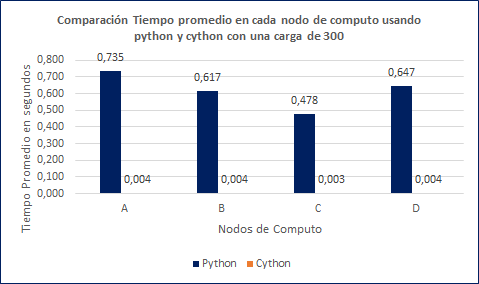 Comparación Tiempo promedio en cada nodo de computo usando
python y cython con una carga de 300
Tiempo Promedio en segundos
0,800
0,700
0,600
0,500
0,400
0,300
0,200
0,100
0,000
0,735
0,004
0,617
0,004
0,478
0,003
0,647
0,004
A
B
C
D
Nodos de Computo
Python
Cython